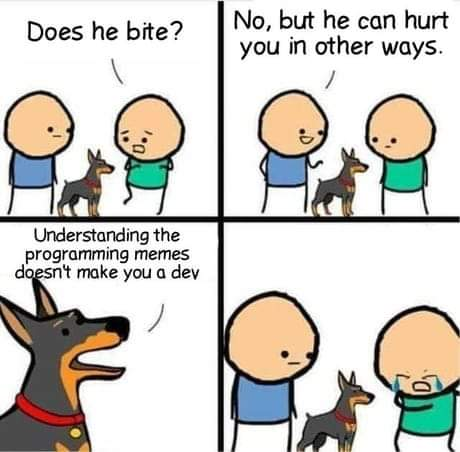 Does he bite?
No, but he can hurt
you in other ways.
Understanding the
programming memes
doesn't make you a dev